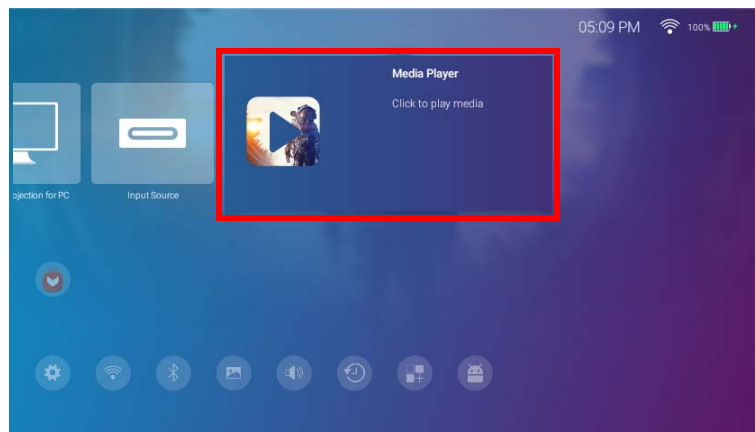 05:09 PM
100%
Media Player
Click to play media
ojection for PC
Input Source